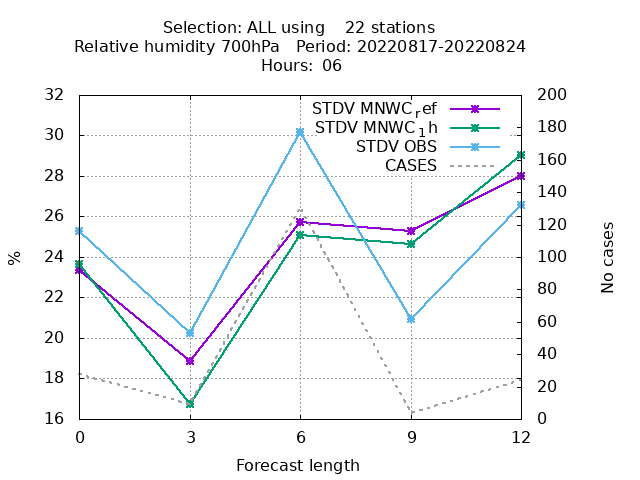 Selection: ALL using    22 stations
Relative humidity 700hPa   Period: 20220817-20220824
Hours: 06
STDV MNWC_ref
STDV MNWC_1h
STDV OBS
CASES
32
30
28
26
24
22
20
18
16
%
200
180
160
140
120
100
80
60
40
20
0
No cases
0 3 6 9 12
Forecast length